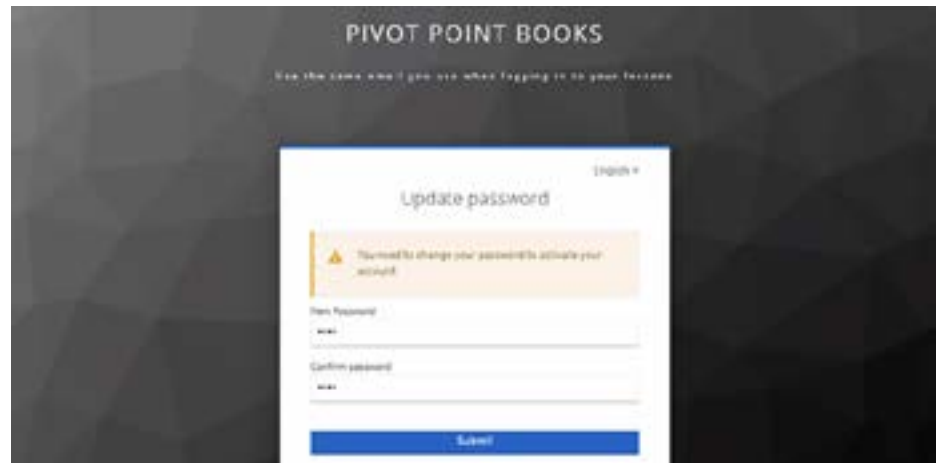 PIVOT POINT BOOKS
Use the same email you use when logging in to your lessons
English
Update password
You need to change your password to activate your
account
New Password
Confirm password
Submit